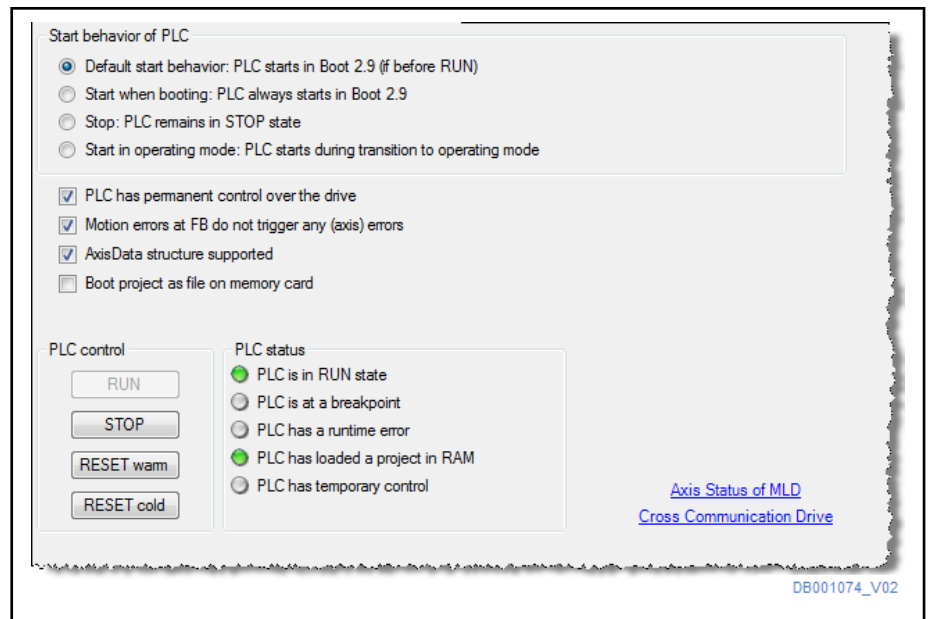 Start behavior of PLC
Default start behavior: PLC starts in Boot 2.9 (if before RUN)
Start when booting: PLC always starts in Boot 2.9
Stop: PLC remains in STOP state
Start in operating mode: PLC starts during transition to operating mode
PLC has permanent control over the drive
Motion errors at FB do not trigger any (axis) errors
AxisData structure supported
Boot project as file on memory card
PLC control
RUN
STOP
RESET warm
RESET cold
PLC status
PLC is in RUN state
PLC is at a breakpoint
PLC has a runtime error
PLC has loaded a project in RAM
PLC has temporary control
Axis Status of MLD
Cross Communication Drive
DB001074_V02